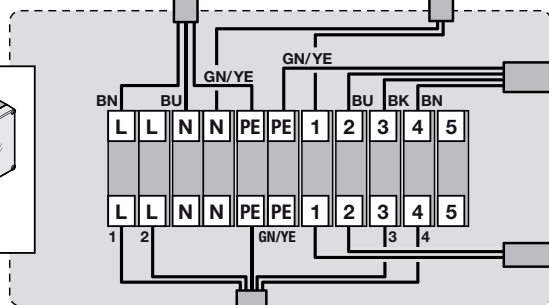 GN/YE
GN/YE
BN BU BU BK BN
L L N N PE PE 1 2 3 4 5
L L N N PE PE 1 2 3 4 5
1 2 GN/YE 3 4